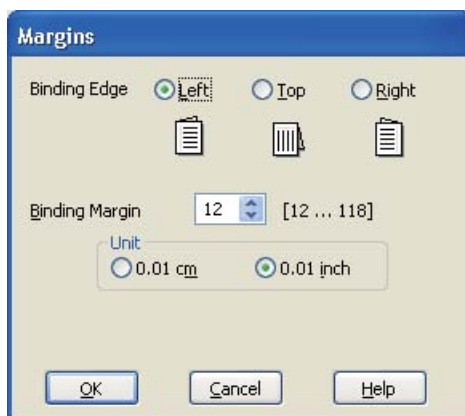 Margins
Binding Edge Left Top Right
Binding Margin 12 [12 ... 118]
Unit
0.01 cm 0.01 inch
OK Cancel Help